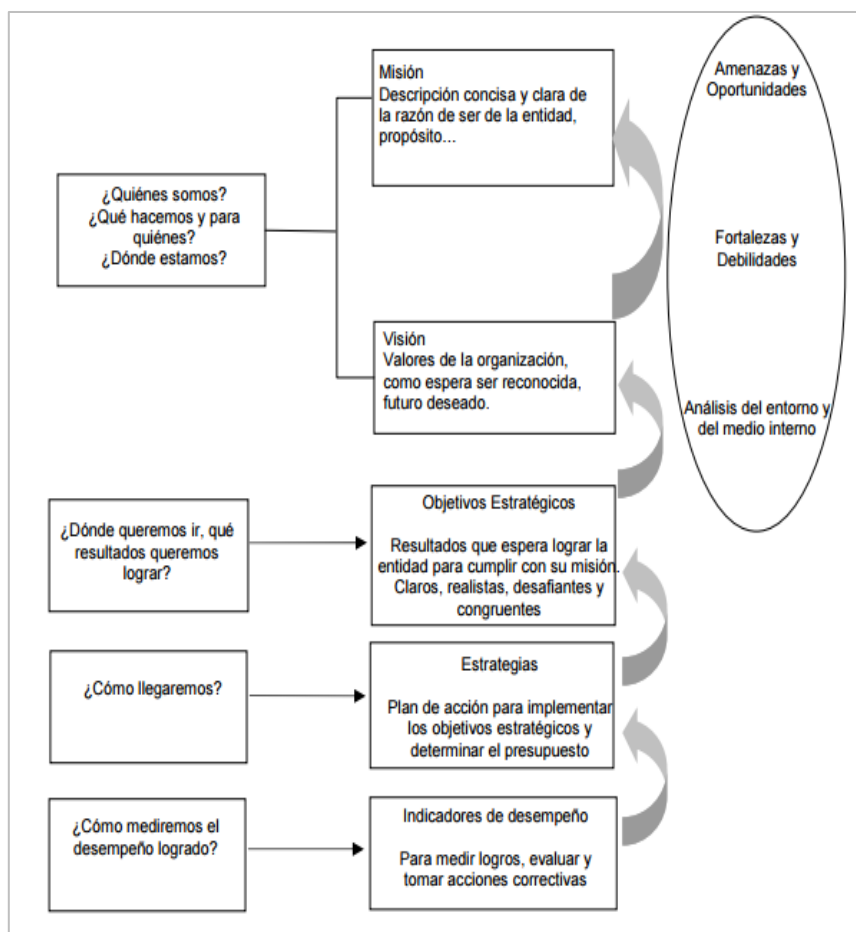 Misión
Descripción concisa y clara de
la razón de ser de la entidad,
propósito...
Amenazas y
Oportunidades
¿Quiénes somos?
¿Qué hacemos y para
quiénes?
¿Dónde estamos?
Fortalezas y
Debilidades
Visión
Valores de la organización,
como espera ser reconocida,
futuro deseado.
Análisis del entorno y
del medio interno
¿Dónde queremos ir, qué
resultados queremos
lograr?
Objetivos Estratégicos
Resultados que espera lograr la
entidad para cumplir con su misión.
Claros, realistas, desafiantes y
congruentes
¿Cómo llegaremos?
Estrategias
Plan de acción para implementar
los objetivos estratégicos y
determinar el presupuesto
¿Cómo mediremos el
desempeño logrado?
Indicadores de desempeño
Para medir logros, evaluar y
tomar acciones correctivas